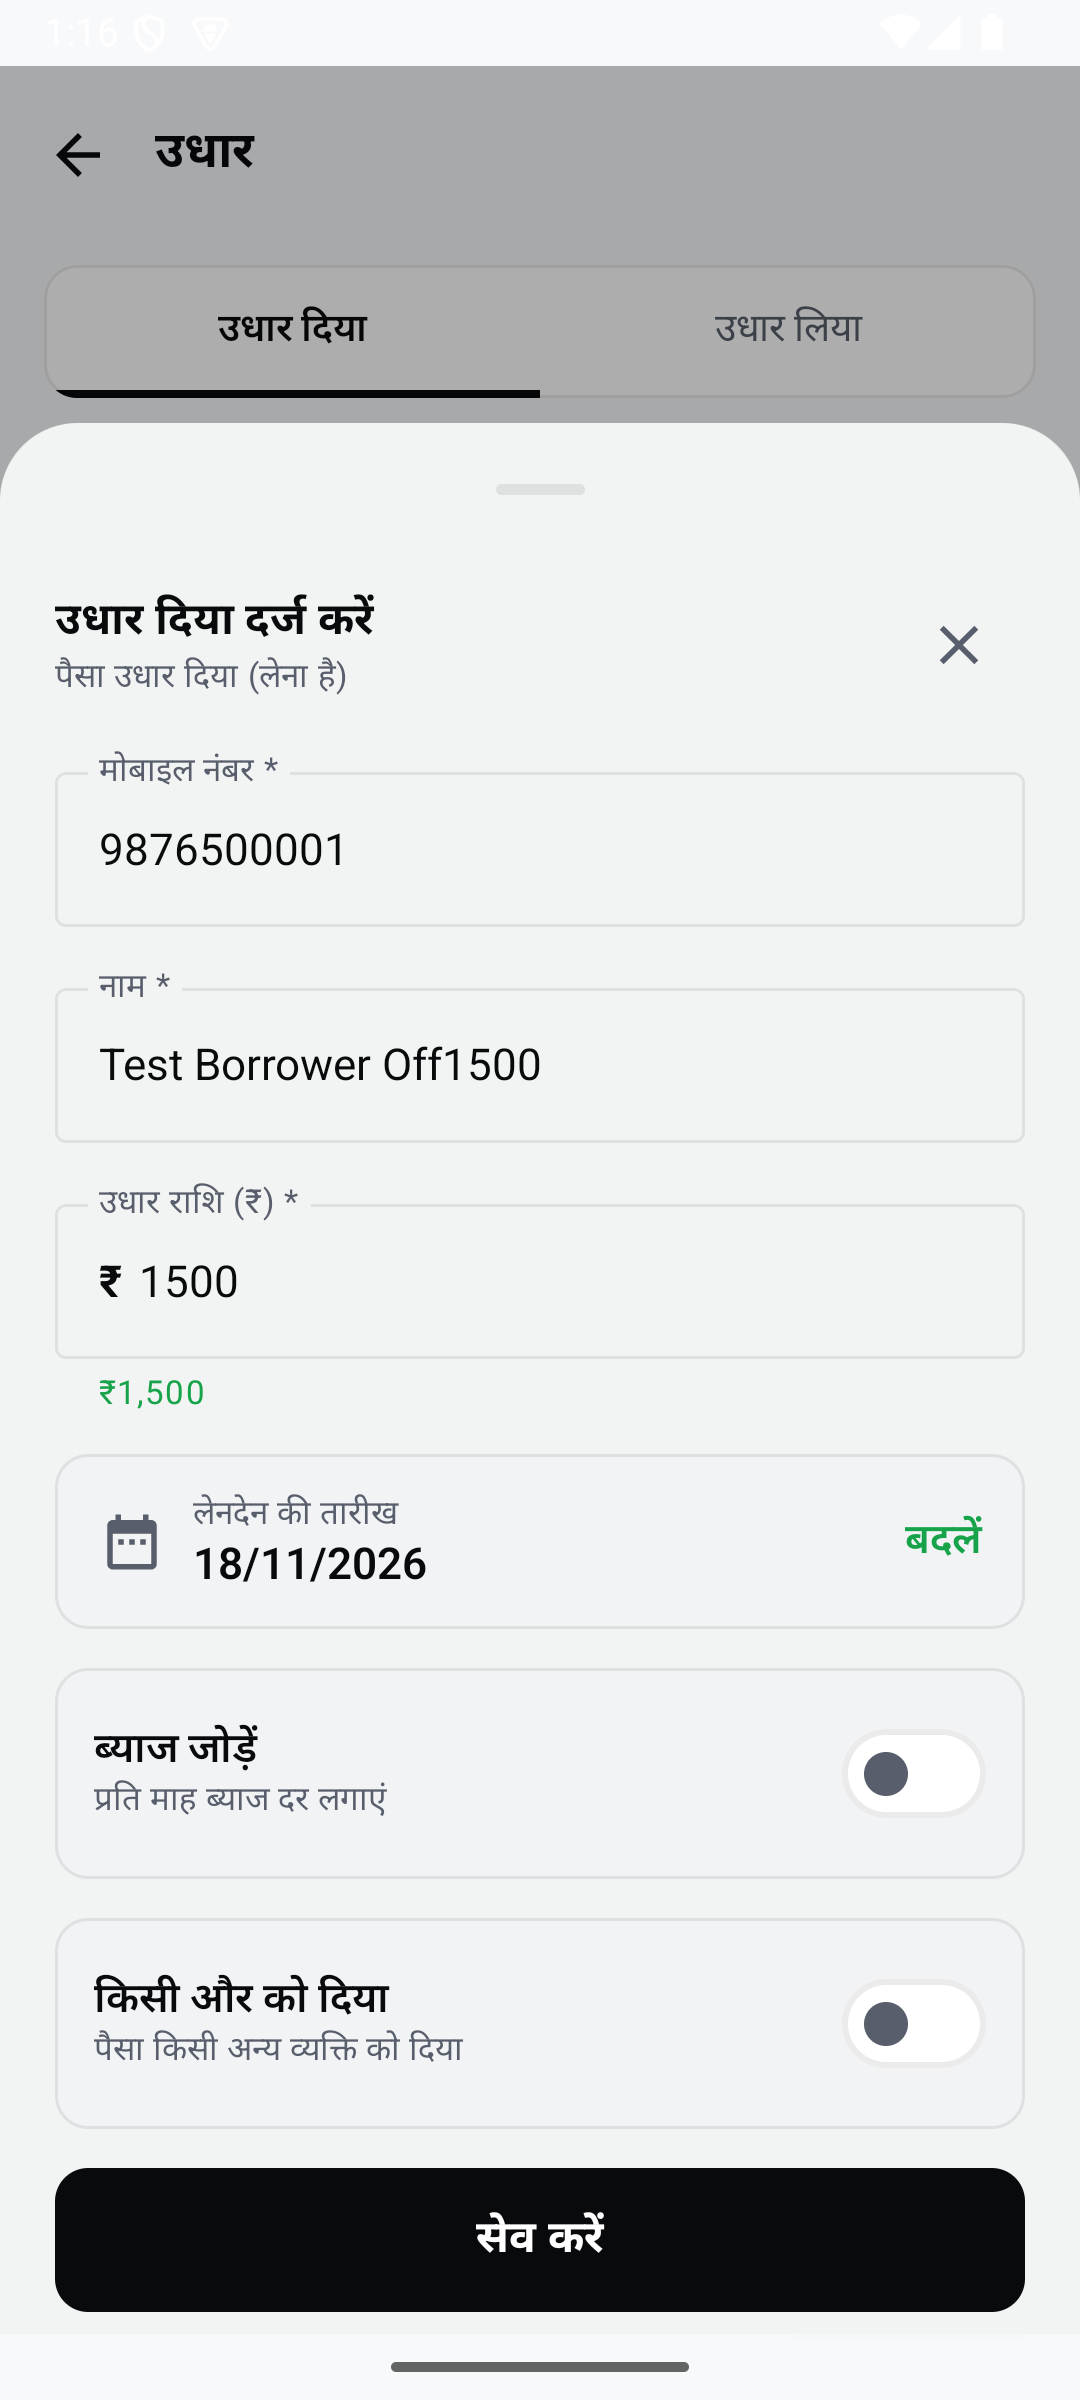 1:16
उधार
उधार दिया
उधार लिया
उधार दिया दर्ज करें
पैसा उधार दिया (लेना है)
मोबाइल नंबर *
9876500001
नाम *
Test Borrower Off1500
उधार राशि (₹) *
₹ 1500
₹1,500
लेनदेन की तारीख
18/11/2026
बदलें
ब्याज जोड़ें
प्रति माह ब्याज दर लगाएं
किसी और को दिया
पैसा किसी अन्य व्यक्ति को दिया
सेव करें